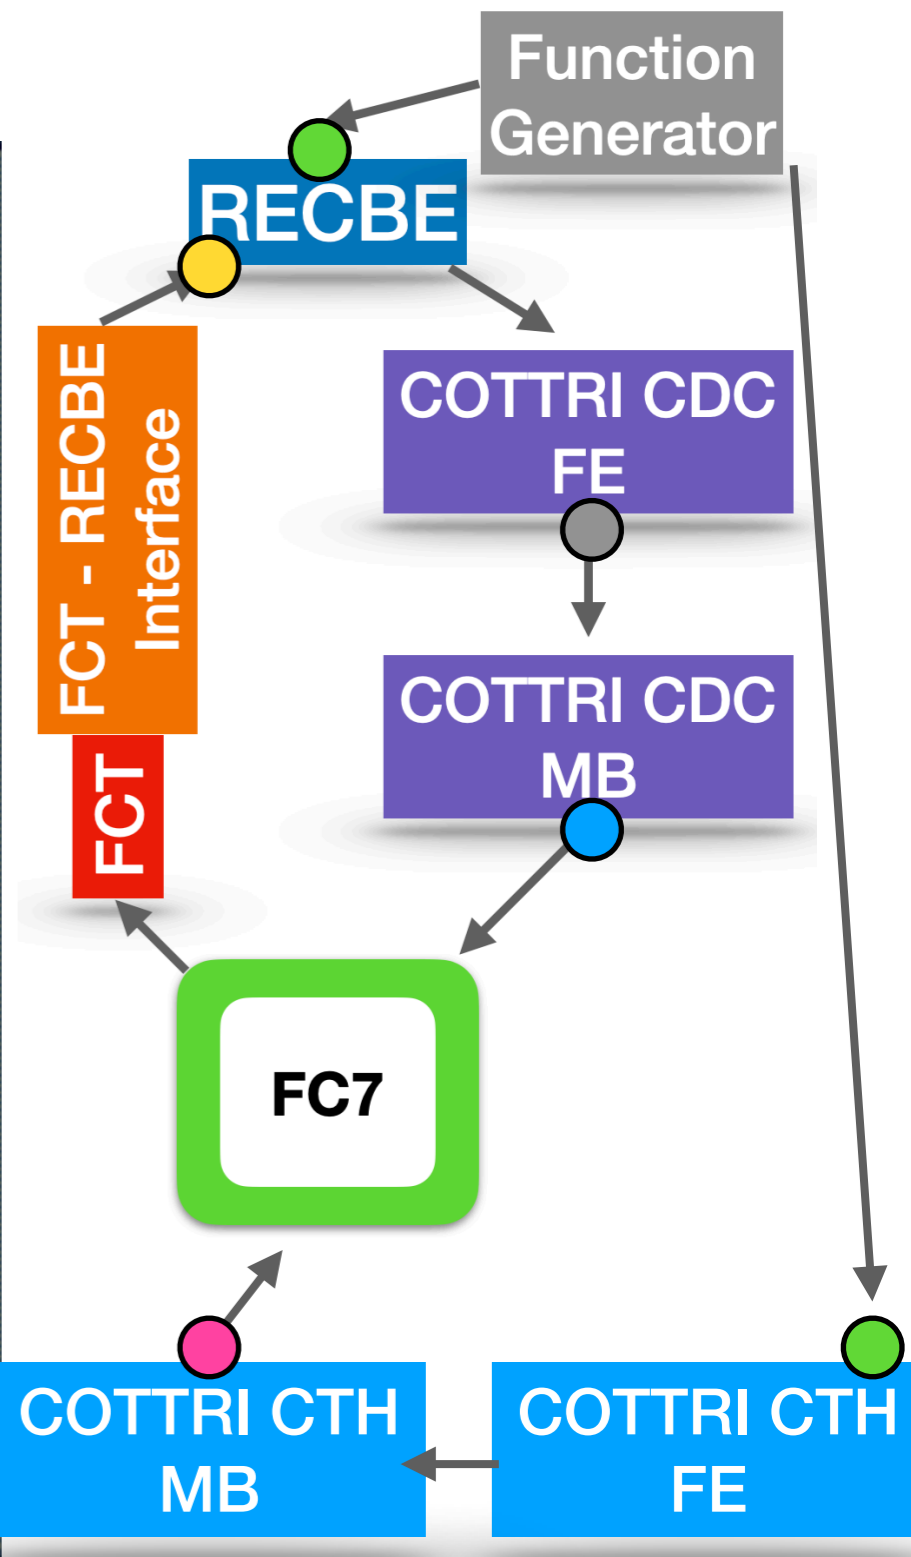 Function
Generator
RECBE
FCT - RECBE
Interface
COTTRI CDC
FE
COTTRI CDC
MB
FCT
FC7
COTTRI CTH
MB
COTTRI CTH
FE